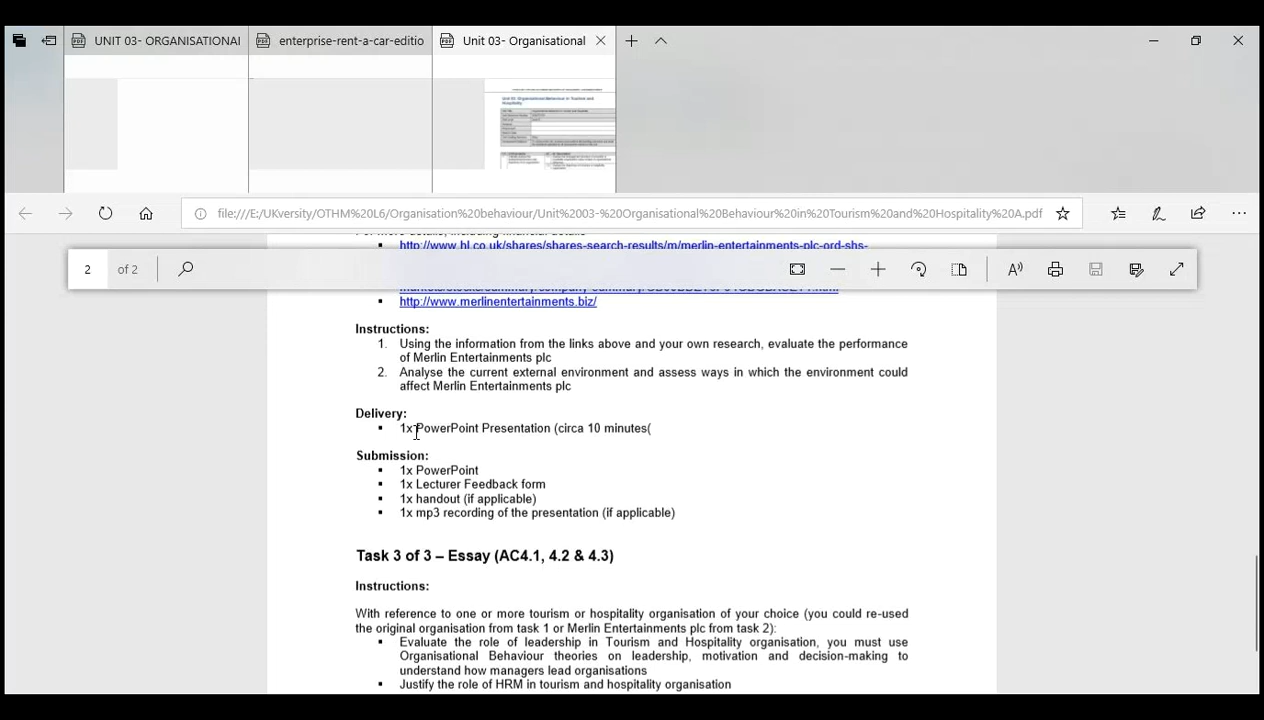 UNIT 03- ORGANISATIONAL
enterprise-rent-a-car-editio
Unit 03- Organisational
file:///E:/UKversity/OTHM%20L6/Organisation%20behaviour/Unit%2003-%20Organisational%20Behaviour%20in%20Tourism%20and%20Hospitality%20A.pdf
For more details, including financial details
http://www.hl.co.uk/shares/shares-search-results/m/merlin-entertainments-plc-ord-shs-
2 of 2
http://www.merlinentertainments.biz/
Instructions:
1. Using the information from the links above and your own research, evaluate the performance
of Merlin Entertainments plc
2. Analyse the current external environment and assess ways in which the environment could
affect Merlin Entertainments plc
Delivery:
▪ 1x PowerPoint Presentation (circa 10 minutes(
Submission:
▪ 1x PowerPoint
▪ 1x Lecturer Feedback form
▪ 1x handout (if applicable)
▪ 1x mp3 recording of the presentation (if applicable)
Task 3 of 3 – Essay (AC4.1, 4.2 & 4.3)
Instructions:
With reference to one or more tourism or hospitality organisation of your choice (you could re-used
the original organisation from task 1 or Merlin Entertainments plc from task 2):
▪ Evaluate the role of leadership in Tourism and Hospitality organisation, you must use
Organisational Behaviour theories on leadership, motivation and decision-making to
understand how managers lead organisations
▪ Justify the role of HRM in tourism and hospitality organisation